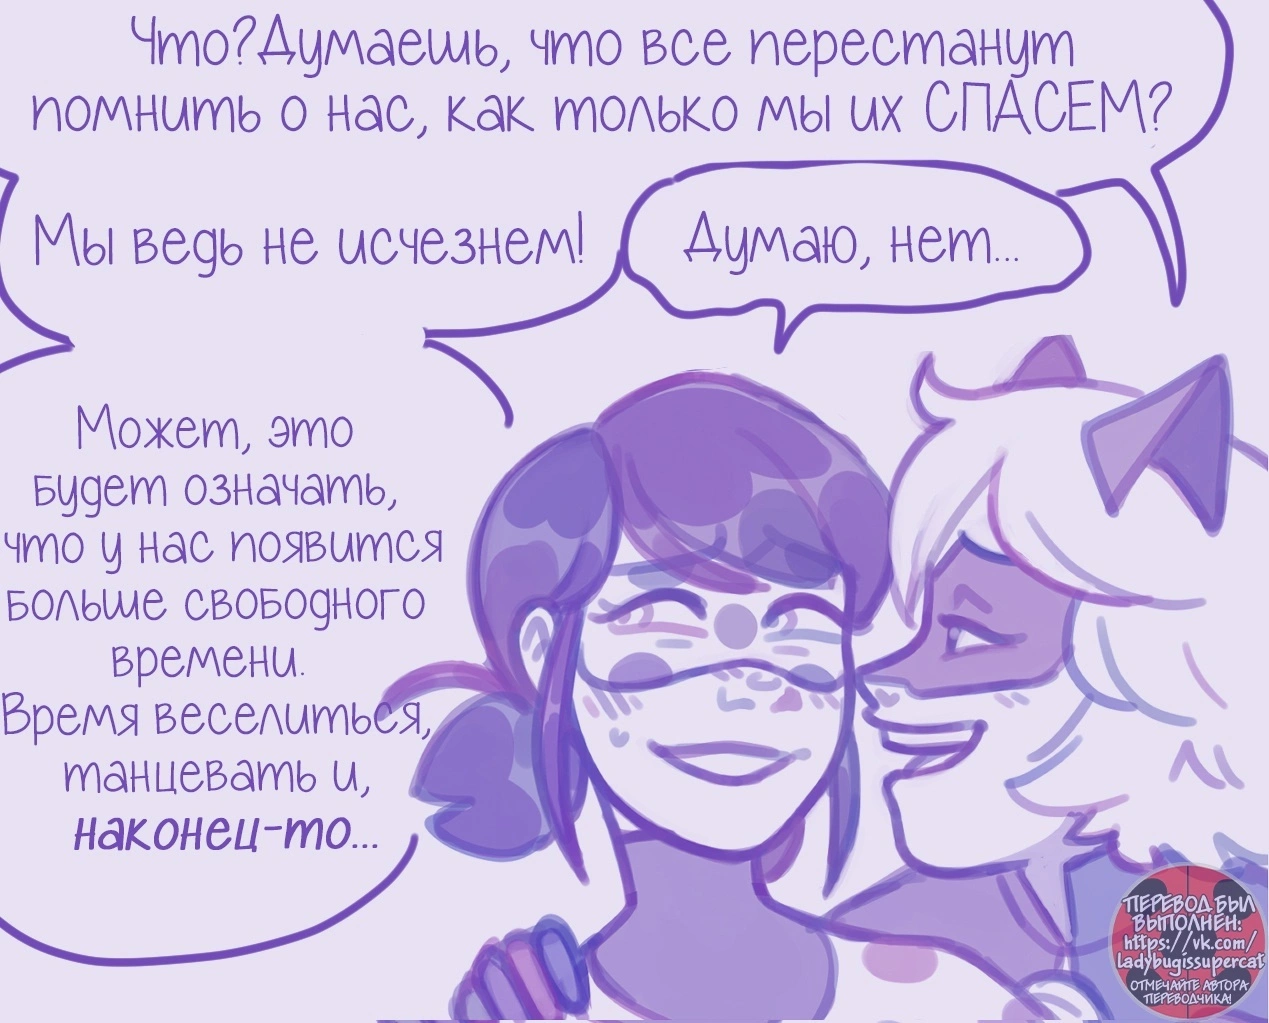 Что?Думаешь, что все перестанут
помнить о нас, как только мы их СПАСЕМ?
Мы ведь не исчезнем!
Думаю, нет...
Может, это
будет означать,
что у нас появится
больше свободного
времени.
Время веселиться,
танцевать и,
наконец-то...
ПЕРЕВОД БЫЛ
ВЫПОЛНЕН:
https://vk.com/
ladybugissupercat
ОТМЕЧАЙТЕ АВТОРА
ПЕРЕВОДЧИКА!